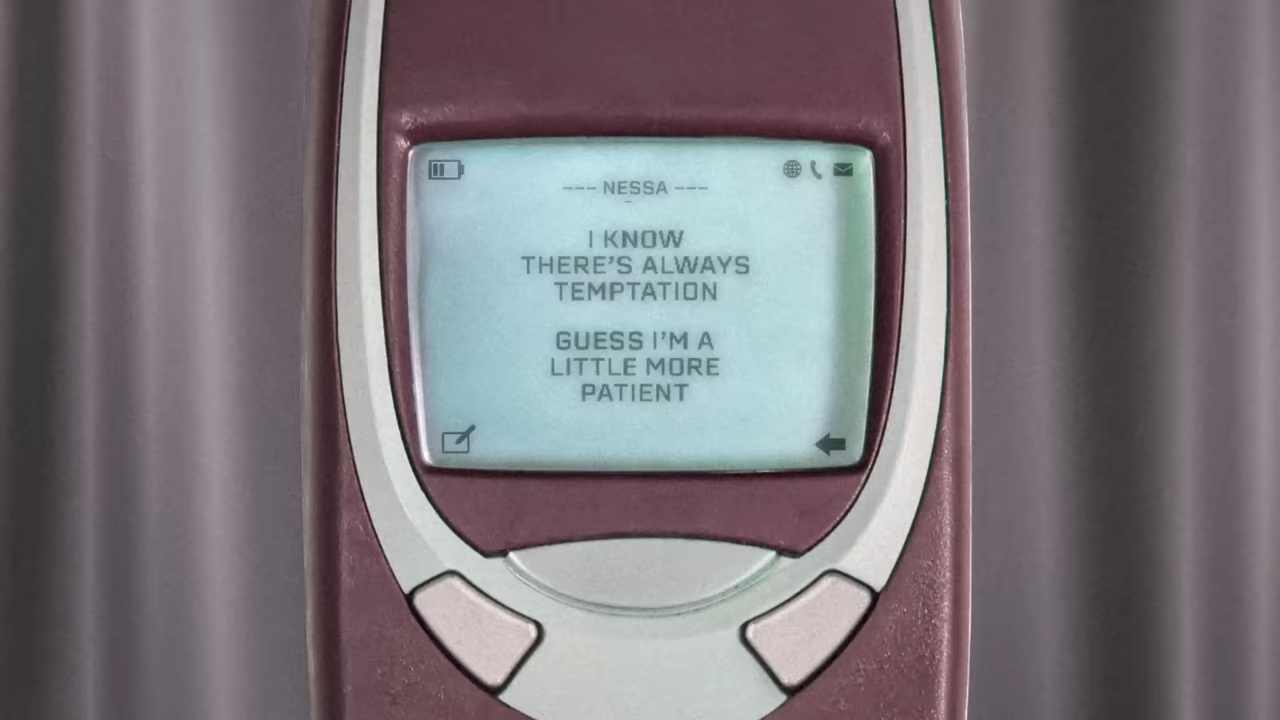 --- NESSA ---
I KNOW
THERE'S ALWAYS
TEMPTATION
GUESS I'M A
LITTLE MORE
PATIENT